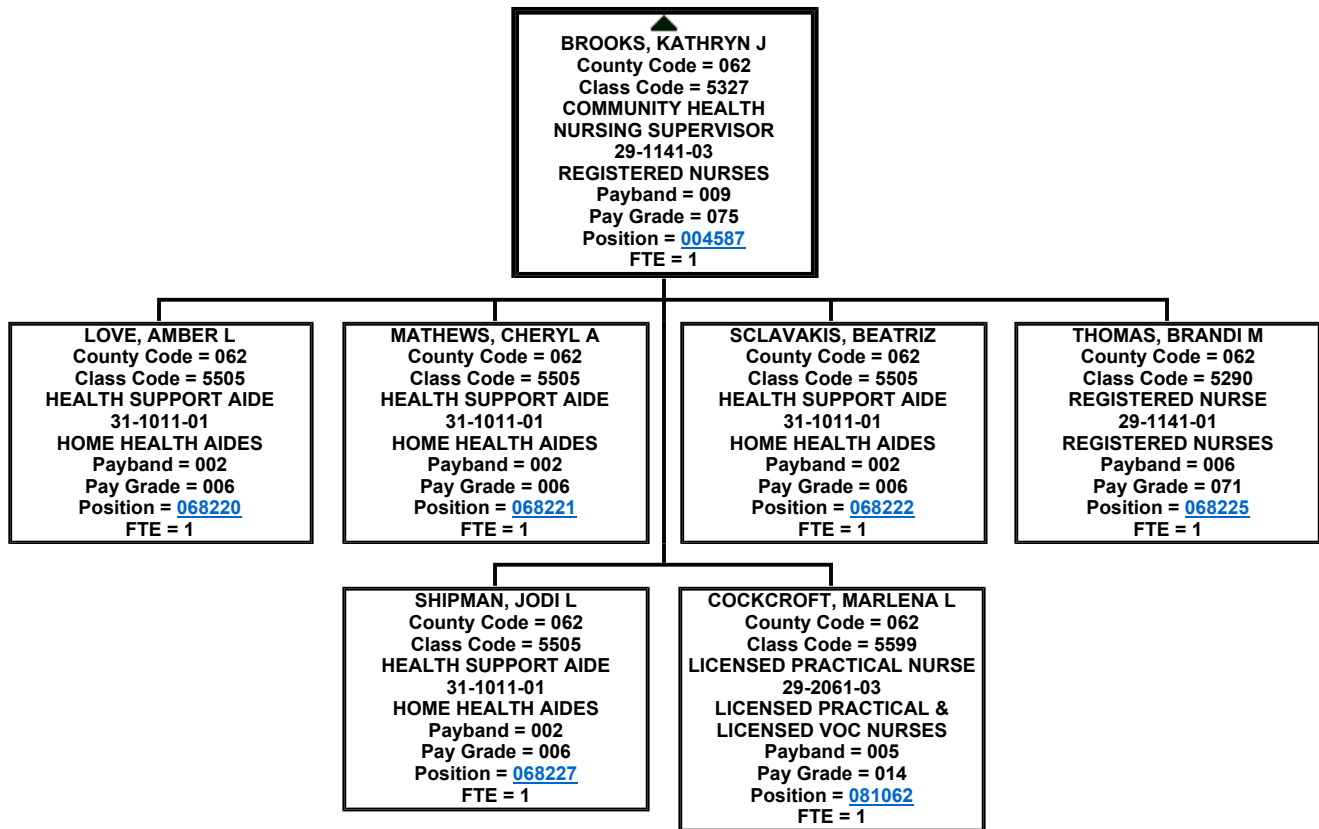 BROOKS, KATHRYN J
County Code = 062
Class Code = 5327
COMMUNITY HEALTH
NURSING SUPERVISOR
29-1141-03
REGISTERED NURSES
Payband = 009
Pay Grade = 075
Position = 004587
FTE = 1
LOVE, AMBER L
County Code = 062
Class Code = 5505
HEALTH SUPPORT AIDE
31-1011-01
HOME HEALTH AIDES
Payband = 002
Pay Grade = 006
Position = 068220
FTE = 1
MATHEWS, CHERYL A
County Code = 062
Class Code = 5505
HEALTH SUPPORT AIDE
31-1011-01
HOME HEALTH AIDES
Payband = 002
Pay Grade = 006
Position = 068221
FTE = 1
SCLAVAKIS, BEATRIZ
County Code = 062
Class Code = 5505
HEALTH SUPPORT AIDE
31-1011-01
HOME HEALTH AIDES
Payband = 002
Pay Grade = 006
Position = 068222
FTE = 1
THOMAS, BRANDI M
County Code = 062
Class Code = 5290
REGISTERED NURSE
29-1141-01
REGISTERED NURSES
Payband = 006
Pay Grade = 071
Position = 068225
FTE = 1
SHIPMAN, JODI L
County Code = 062
Class Code = 5505
HEALTH SUPPORT AIDE
31-1011-01
HOME HEALTH AIDES
Payband = 002
Pay Grade = 006
Position = 068227
FTE = 1
COCKCROFT, MARLENA L
County Code = 062
Class Code = 5599
LICENSED PRACTICAL NURSE
29-2061-03
LICENSED PRACTICAL &
LICENSED VOC NURSES
Payband = 005
Pay Grade = 014
Position = 081062
FTE = 1